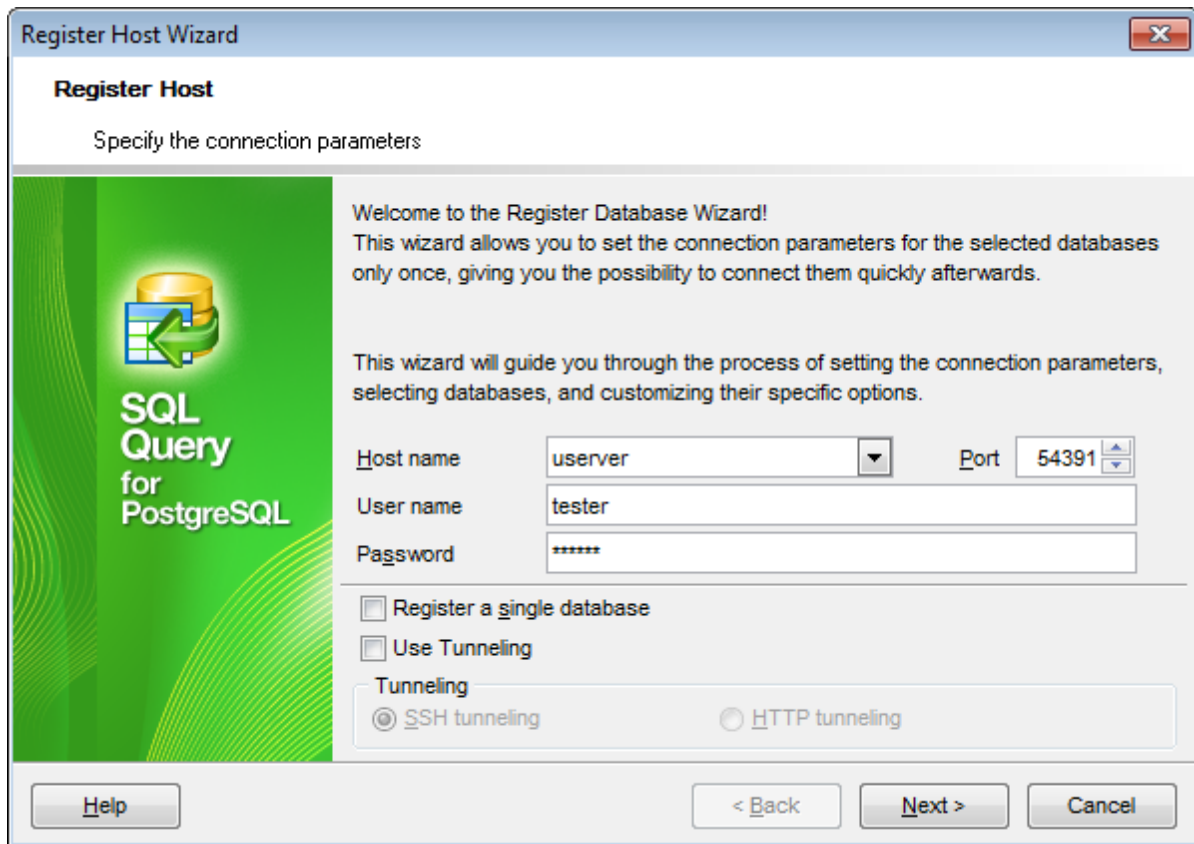 Register Host Wizard
Register Host
Specify the connection parameters
SQL
Query
for
PostgreSQL
Welcome to the Register Database Wizard!
This wizard allows you to set the connection parameters for the selected databases
only once, giving you the possibility to connect them quickly afterwards.
This wizard will guide you through the process of setting the connection parameters,
selecting databases, and customizing their specific options.
Host name userver Port 54391
User name tester
Password ******
Register a single database
Use Tunneling
Tunneling
SSH tunneling HTTP tunneling
Help < Back Next > Cancel